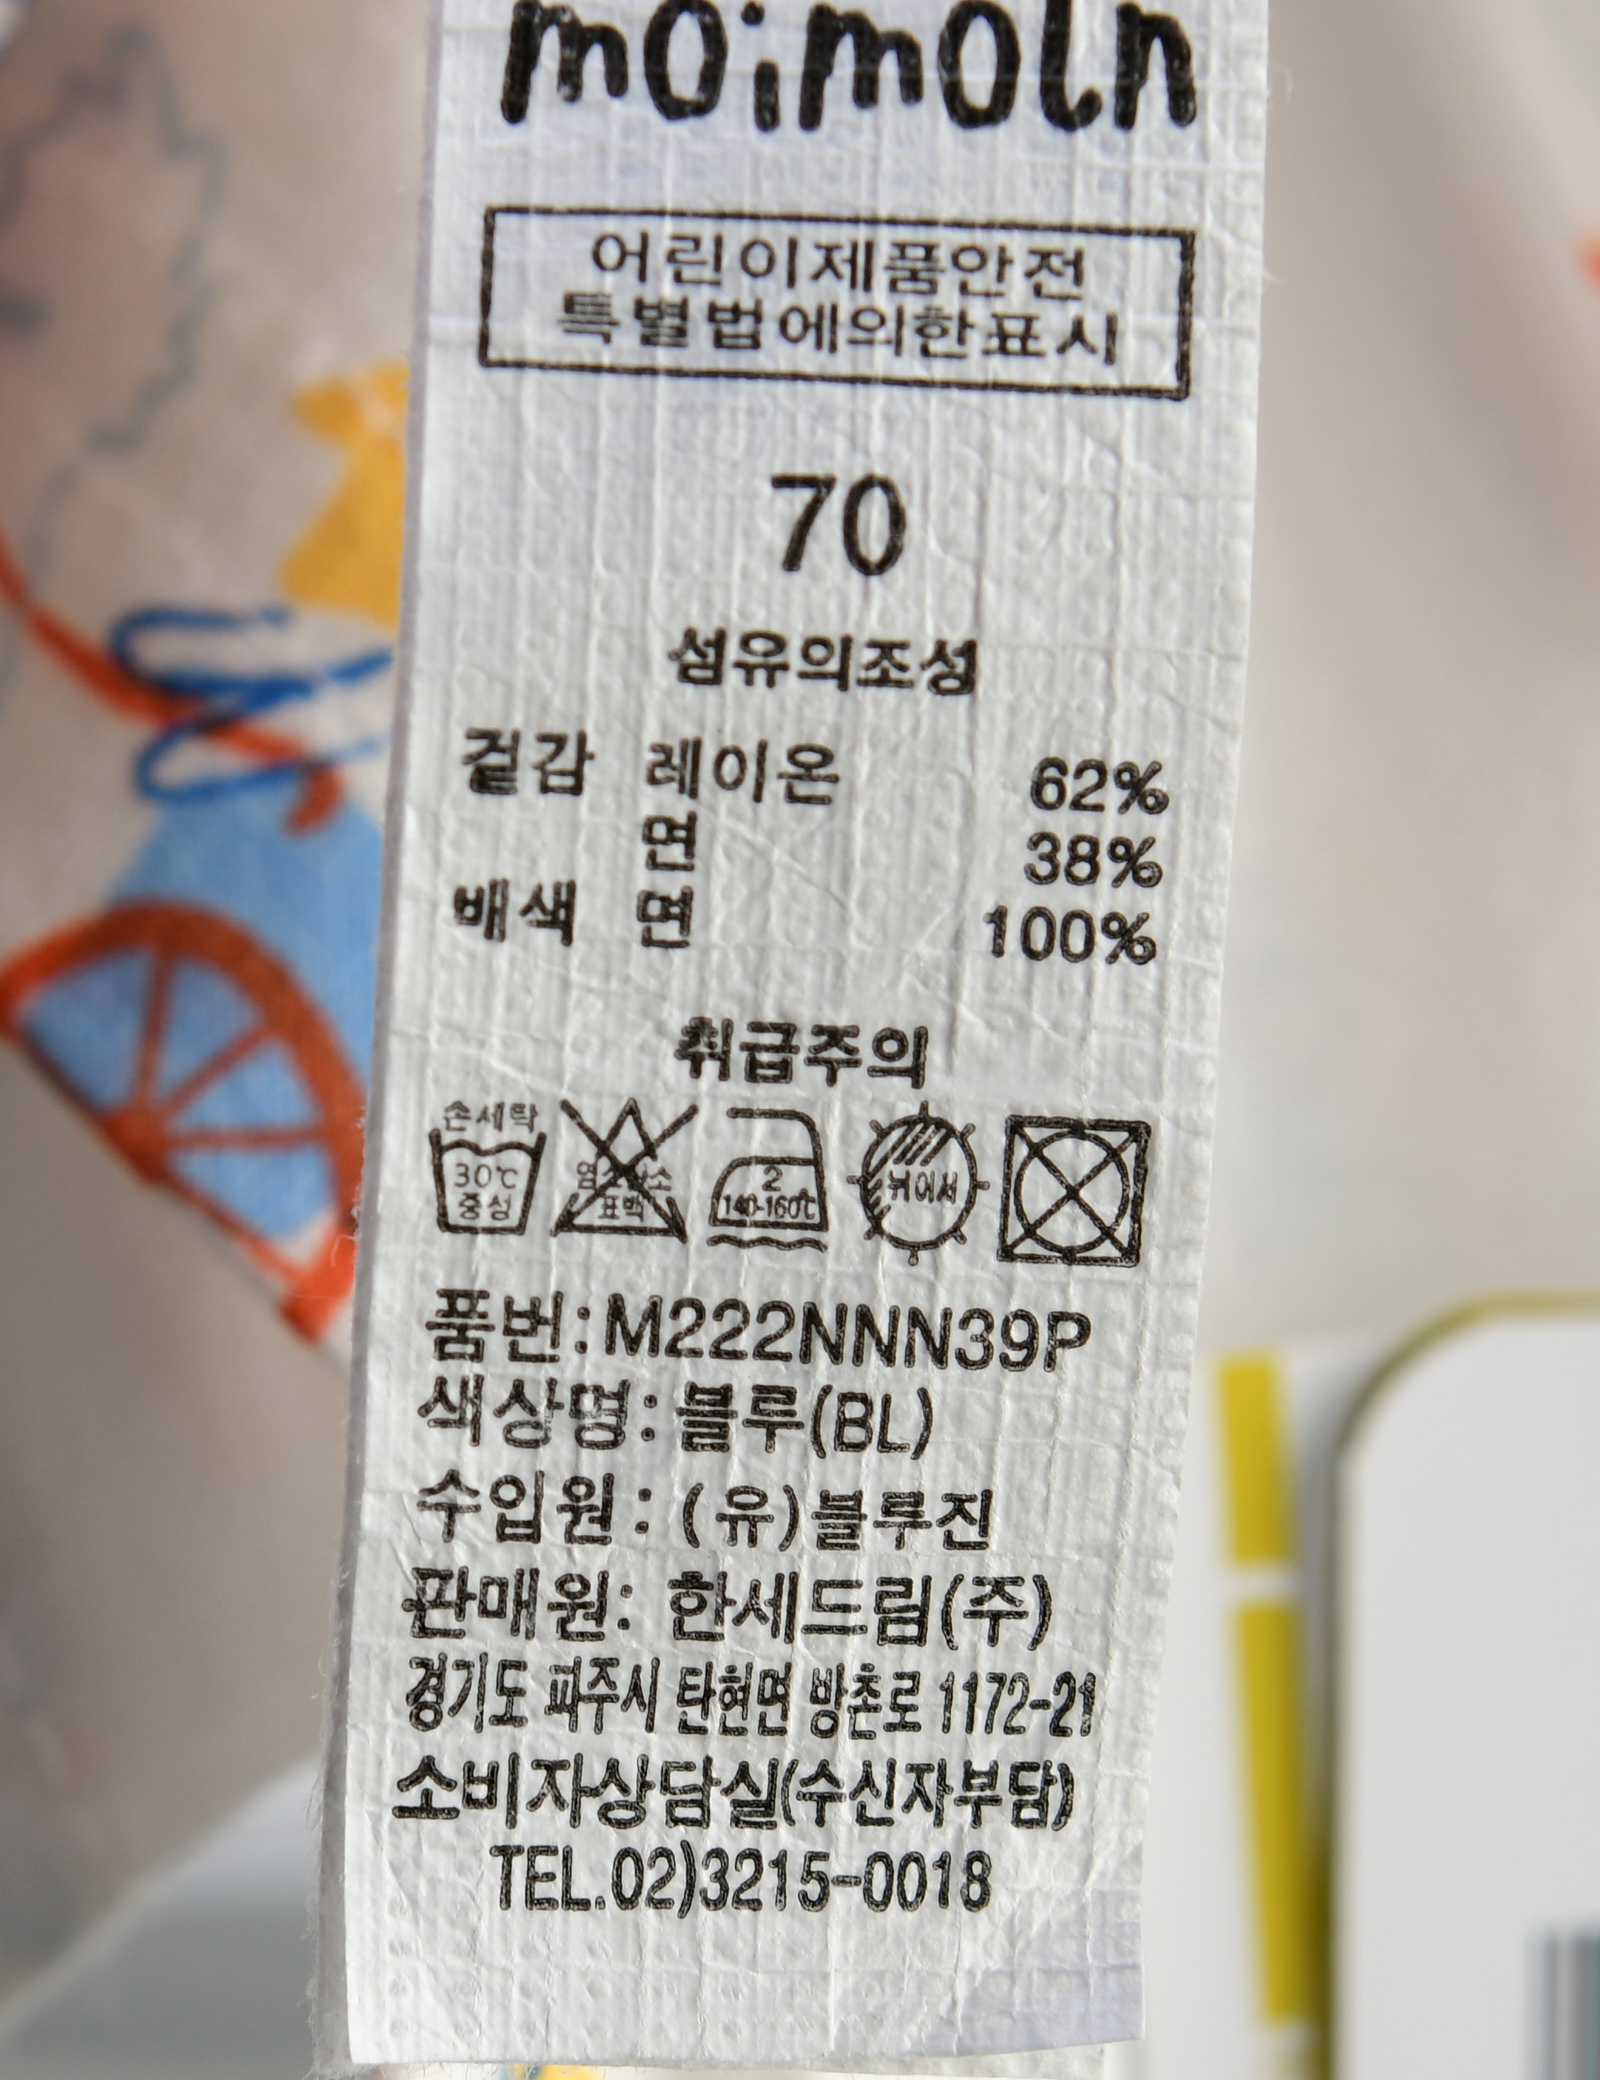 moimoln
어린이제품안전
특별법에의한표시
70
섬유의조성
겉감 레이온 62%
면 38%
배색 면 100%
취급주의
손세탁
30℃
중성
염소산소
표백
2
140-160℃
뉘어서
품번:M222NNN39P
색상명: 블루(BL)
수입원: (유)블루진
판매원: 한세드림(주)
경기도 파주시 탄현면 방촌로 1172-21
소비자상담실(수신자부담)
TEL.02)3215-0018